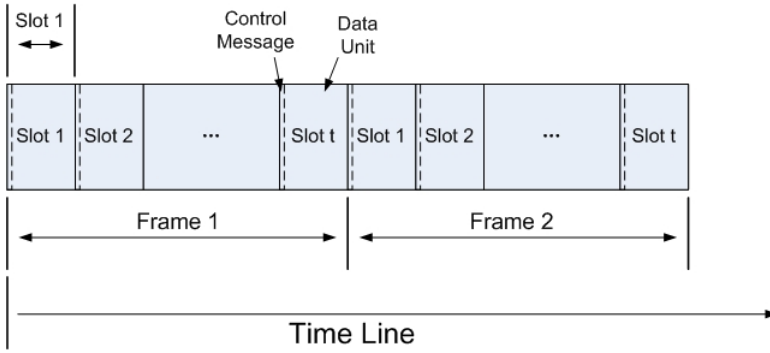 Slot 1
Control
Message
Data
Unit
Slot 1
Slot 2
...
Slot t
Slot 1
Slot 2
...
Slot t
Frame 1
Frame 2
Time Line